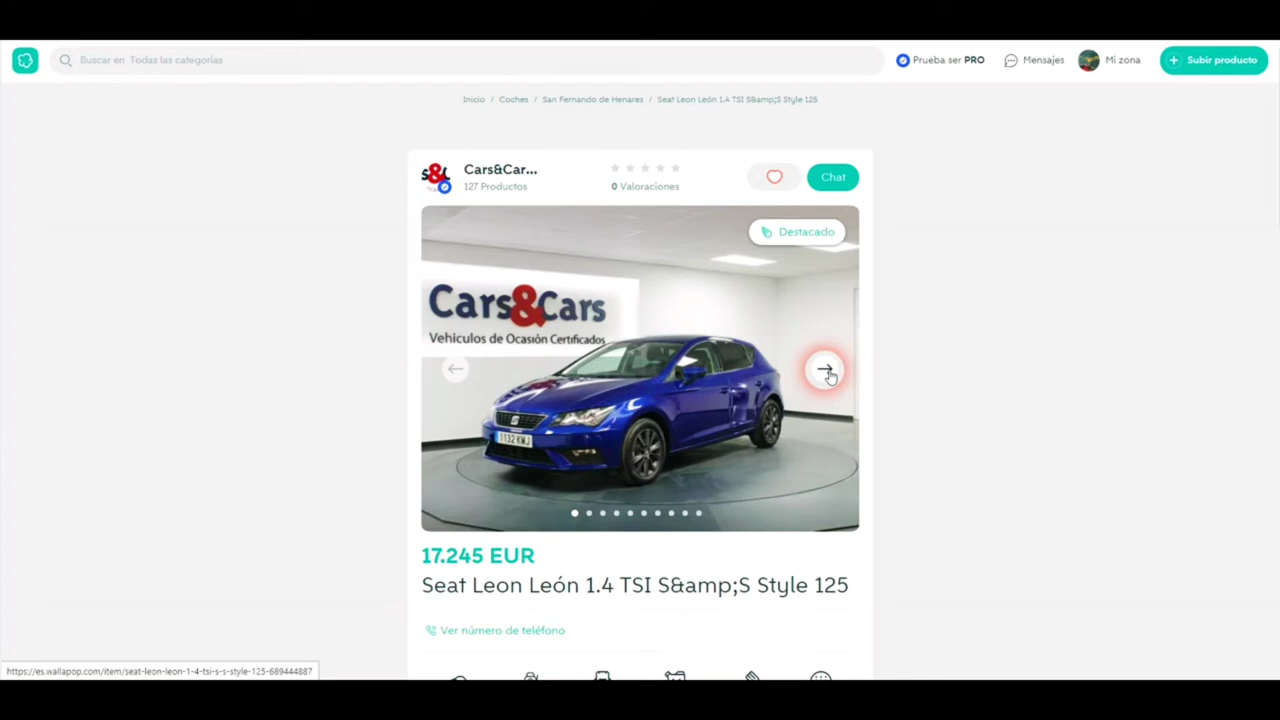 Buscar en Todas las categorías
Prueba ser PRO
Mensajes
Mi zona
+ Subir producto
Inicio / Coches / San Fernando de Henares / Seat Leon León 1.4 TSI S&amp;S Style 125
S&L
Cars&Car...
127 Productos
0 Valoraciones
Chat
Destacado
Cars&Cars
Vehiculos de Ocasión Certificados
1132 KWJ
17.245 EUR
Seat Leon León 1.4 TSI S&amp;S Style 125
Ver número de teléfono
https://es.wallapop.com/item/seat-leon-leon-1-4-tsi-s-s-style-125-689444887